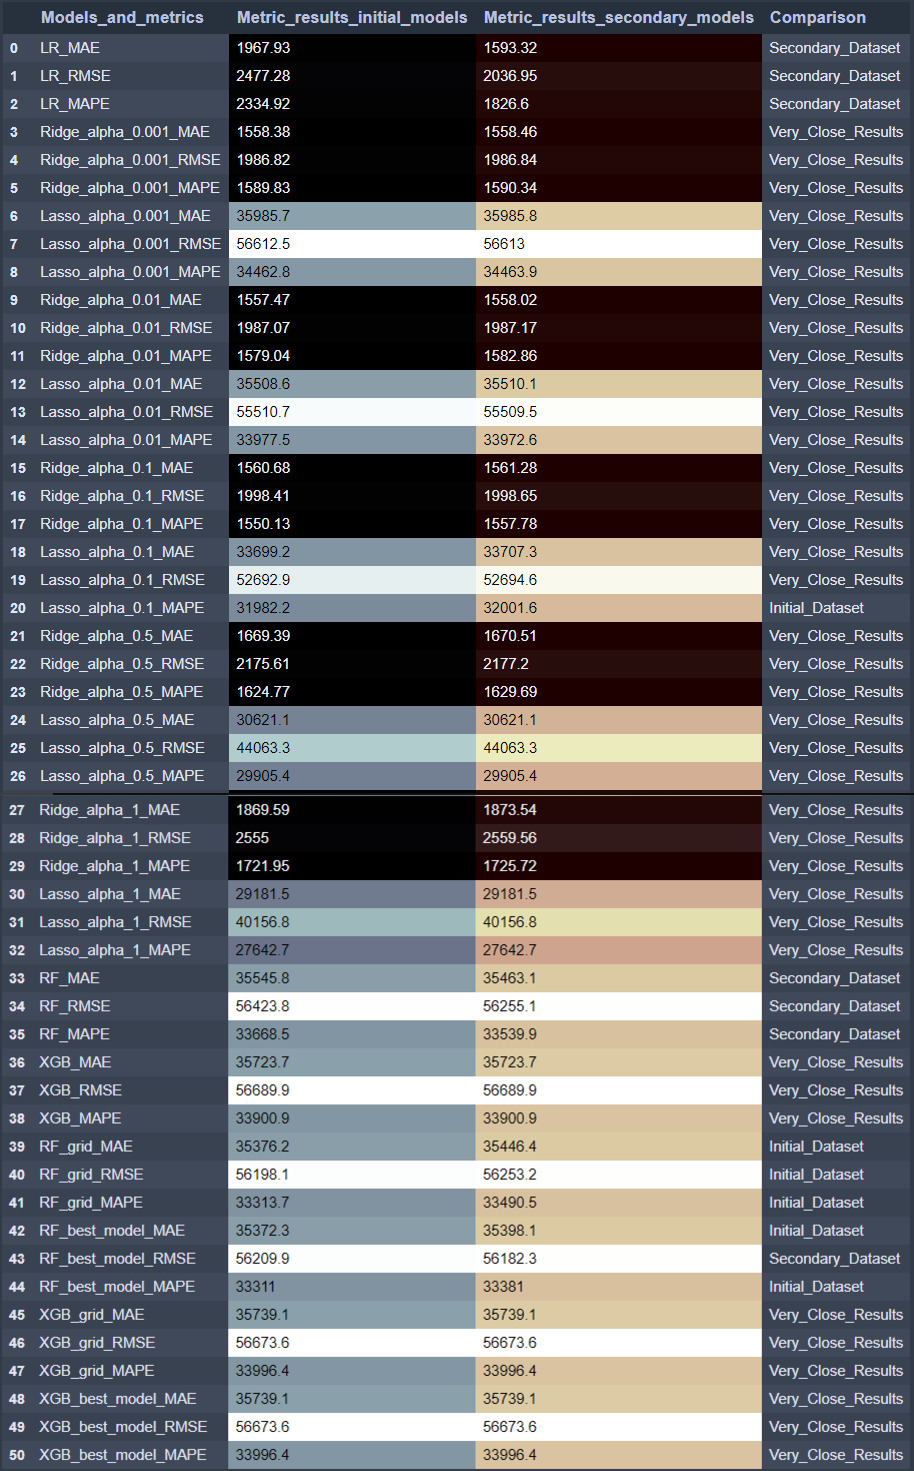 Models_and_metrics Metric_results_initial_models Metric_results_secondary_models Comparison
0 LR_MAE 1967.93 1593.32 Secondary_Dataset
1 LR_RMSE 2477.28 2036.95 Secondary_Dataset
2 LR_MAPE 2334.92 1826.6 Secondary_Dataset
3 Ridge_alpha_0.001_MAE 1558.38 1558.46 Very_Close_Results
4 Ridge_alpha_0.001_RMSE 1986.82 1986.84 Very_Close_Results
5 Ridge_alpha_0.001_MAPE 1589.83 1590.34 Very_Close_Results
6 Lasso_alpha_0.001_MAE 35985.7 35985.8 Very_Close_Results
7 Lasso_alpha_0.001_RMSE 56612.5 56613 Very_Close_Results
8 Lasso_alpha_0.001_MAPE 34462.8 34463.9 Very_Close_Results
9 Ridge_alpha_0.01_MAE 1557.47 1558.02 Very_Close_Results
10 Ridge_alpha_0.01_RMSE 1987.07 1987.17 Very_Close_Results
11 Ridge_alpha_0.01_MAPE 1579.04 1582.86 Very_Close_Results
12 Lasso_alpha_0.01_MAE 35508.6 35510.1 Very_Close_Results
13 Lasso_alpha_0.01_RMSE 55510.7 55509.5 Very_Close_Results
14 Lasso_alpha_0.01_MAPE 33977.5 33972.6 Very_Close_Results
15 Ridge_alpha_0.1_MAE 1560.68 1561.28 Very_Close_Results
16 Ridge_alpha_0.1_RMSE 1998.41 1998.65 Very_Close_Results
17 Ridge_alpha_0.1_MAPE 1550.13 1557.78 Very_Close_Results
18 Lasso_alpha_0.1_MAE 33699.2 33707.3 Very_Close_Results
19 Lasso_alpha_0.1_RMSE 52692.9 52694.6 Very_Close_Results
20 Lasso_alpha_0.1_MAPE 31982.2 32001.6 Initial_Dataset
21 Ridge_alpha_0.5_MAE 1669.39 1670.51 Very_Close_Results
22 Ridge_alpha_0.5_RMSE 2175.61 2177.2 Very_Close_Results
23 Ridge_alpha_0.5_MAPE 1624.77 1629.69 Very_Close_Results
24 Lasso_alpha_0.5_MAE 30621.1 30621.1 Very_Close_Results
25 Lasso_alpha_0.5_RMSE 44063.3 44063.3 Very_Close_Results
26 Lasso_alpha_0.5_MAPE 29905.4 29905.4 Very_Close_Results
27 Ridge_alpha_1_MAE 1869.59 1873.54 Very_Close_Results
28 Ridge_alpha_1_RMSE 2555 2559.56 Very_Close_Results
29 Ridge_alpha_1_MAPE 1721.95 1725.72 Very_Close_Results
30 Lasso_alpha_1_MAE 29181.5 29181.5 Very_Close_Results
31 Lasso_alpha_1_RMSE 40156.8 40156.8 Very_Close_Results
32 Lasso_alpha_1_MAPE 27642.7 27642.7 Very_Close_Results
33 RF_MAE 35545.8 35463.1 Secondary_Dataset
34 RF_RMSE 56423.8 56255.1 Secondary_Dataset
35 RF_MAPE 33668.5 33539.9 Secondary_Dataset
36 XGB_MAE 35723.7 35723.7 Very_Close_Results
37 XGB_RMSE 56689.9 56689.9 Very_Close_Results
38 XGB_MAPE 33900.9 33900.9 Very_Close_Results
39 RF_grid_MAE 35376.2 35446.4 Initial_Dataset
40 RF_grid_RMSE 56198.1 56253.2 Initial_Dataset
41 RF_grid_MAPE 33313.7 33490.5 Initial_Dataset
42 RF_best_model_MAE 35372.3 35398.1 Initial_Dataset
43 RF_best_model_RMSE 56209.9 56182.3 Secondary_Dataset
44 RF_best_model_MAPE 33311 33381 Initial_Dataset
45 XGB_grid_MAE 35739.1 35739.1 Very_Close_Results
46 XGB_grid_RMSE 56673.6 56673.6 Very_Close_Results
47 XGB_grid_MAPE 33996.4 33996.4 Very_Close_Results
48 XGB_best_model_MAE 35739.1 35739.1 Very_Close_Results
49 XGB_best_model_RMSE 56673.6 56673.6 Very_Close_Results
50 XGB_best_model_MAPE 33996.4 33996.4 Very_Close_Results